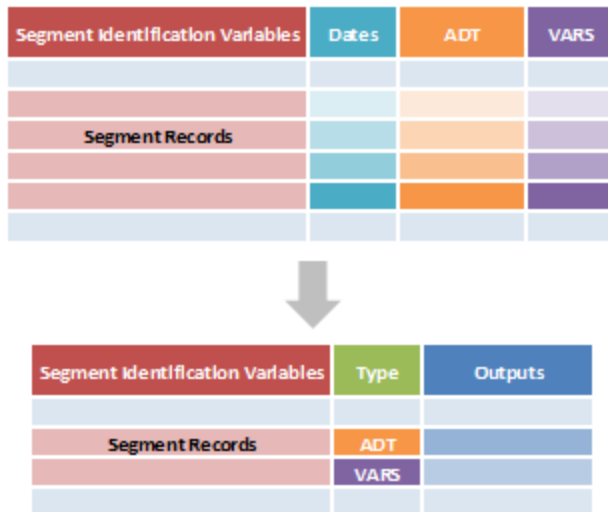 Segment Identification Variables Dates ADT VARS
Segment Records
Segment Identification Variables Type Outputs
Segment Records ADT
VARS